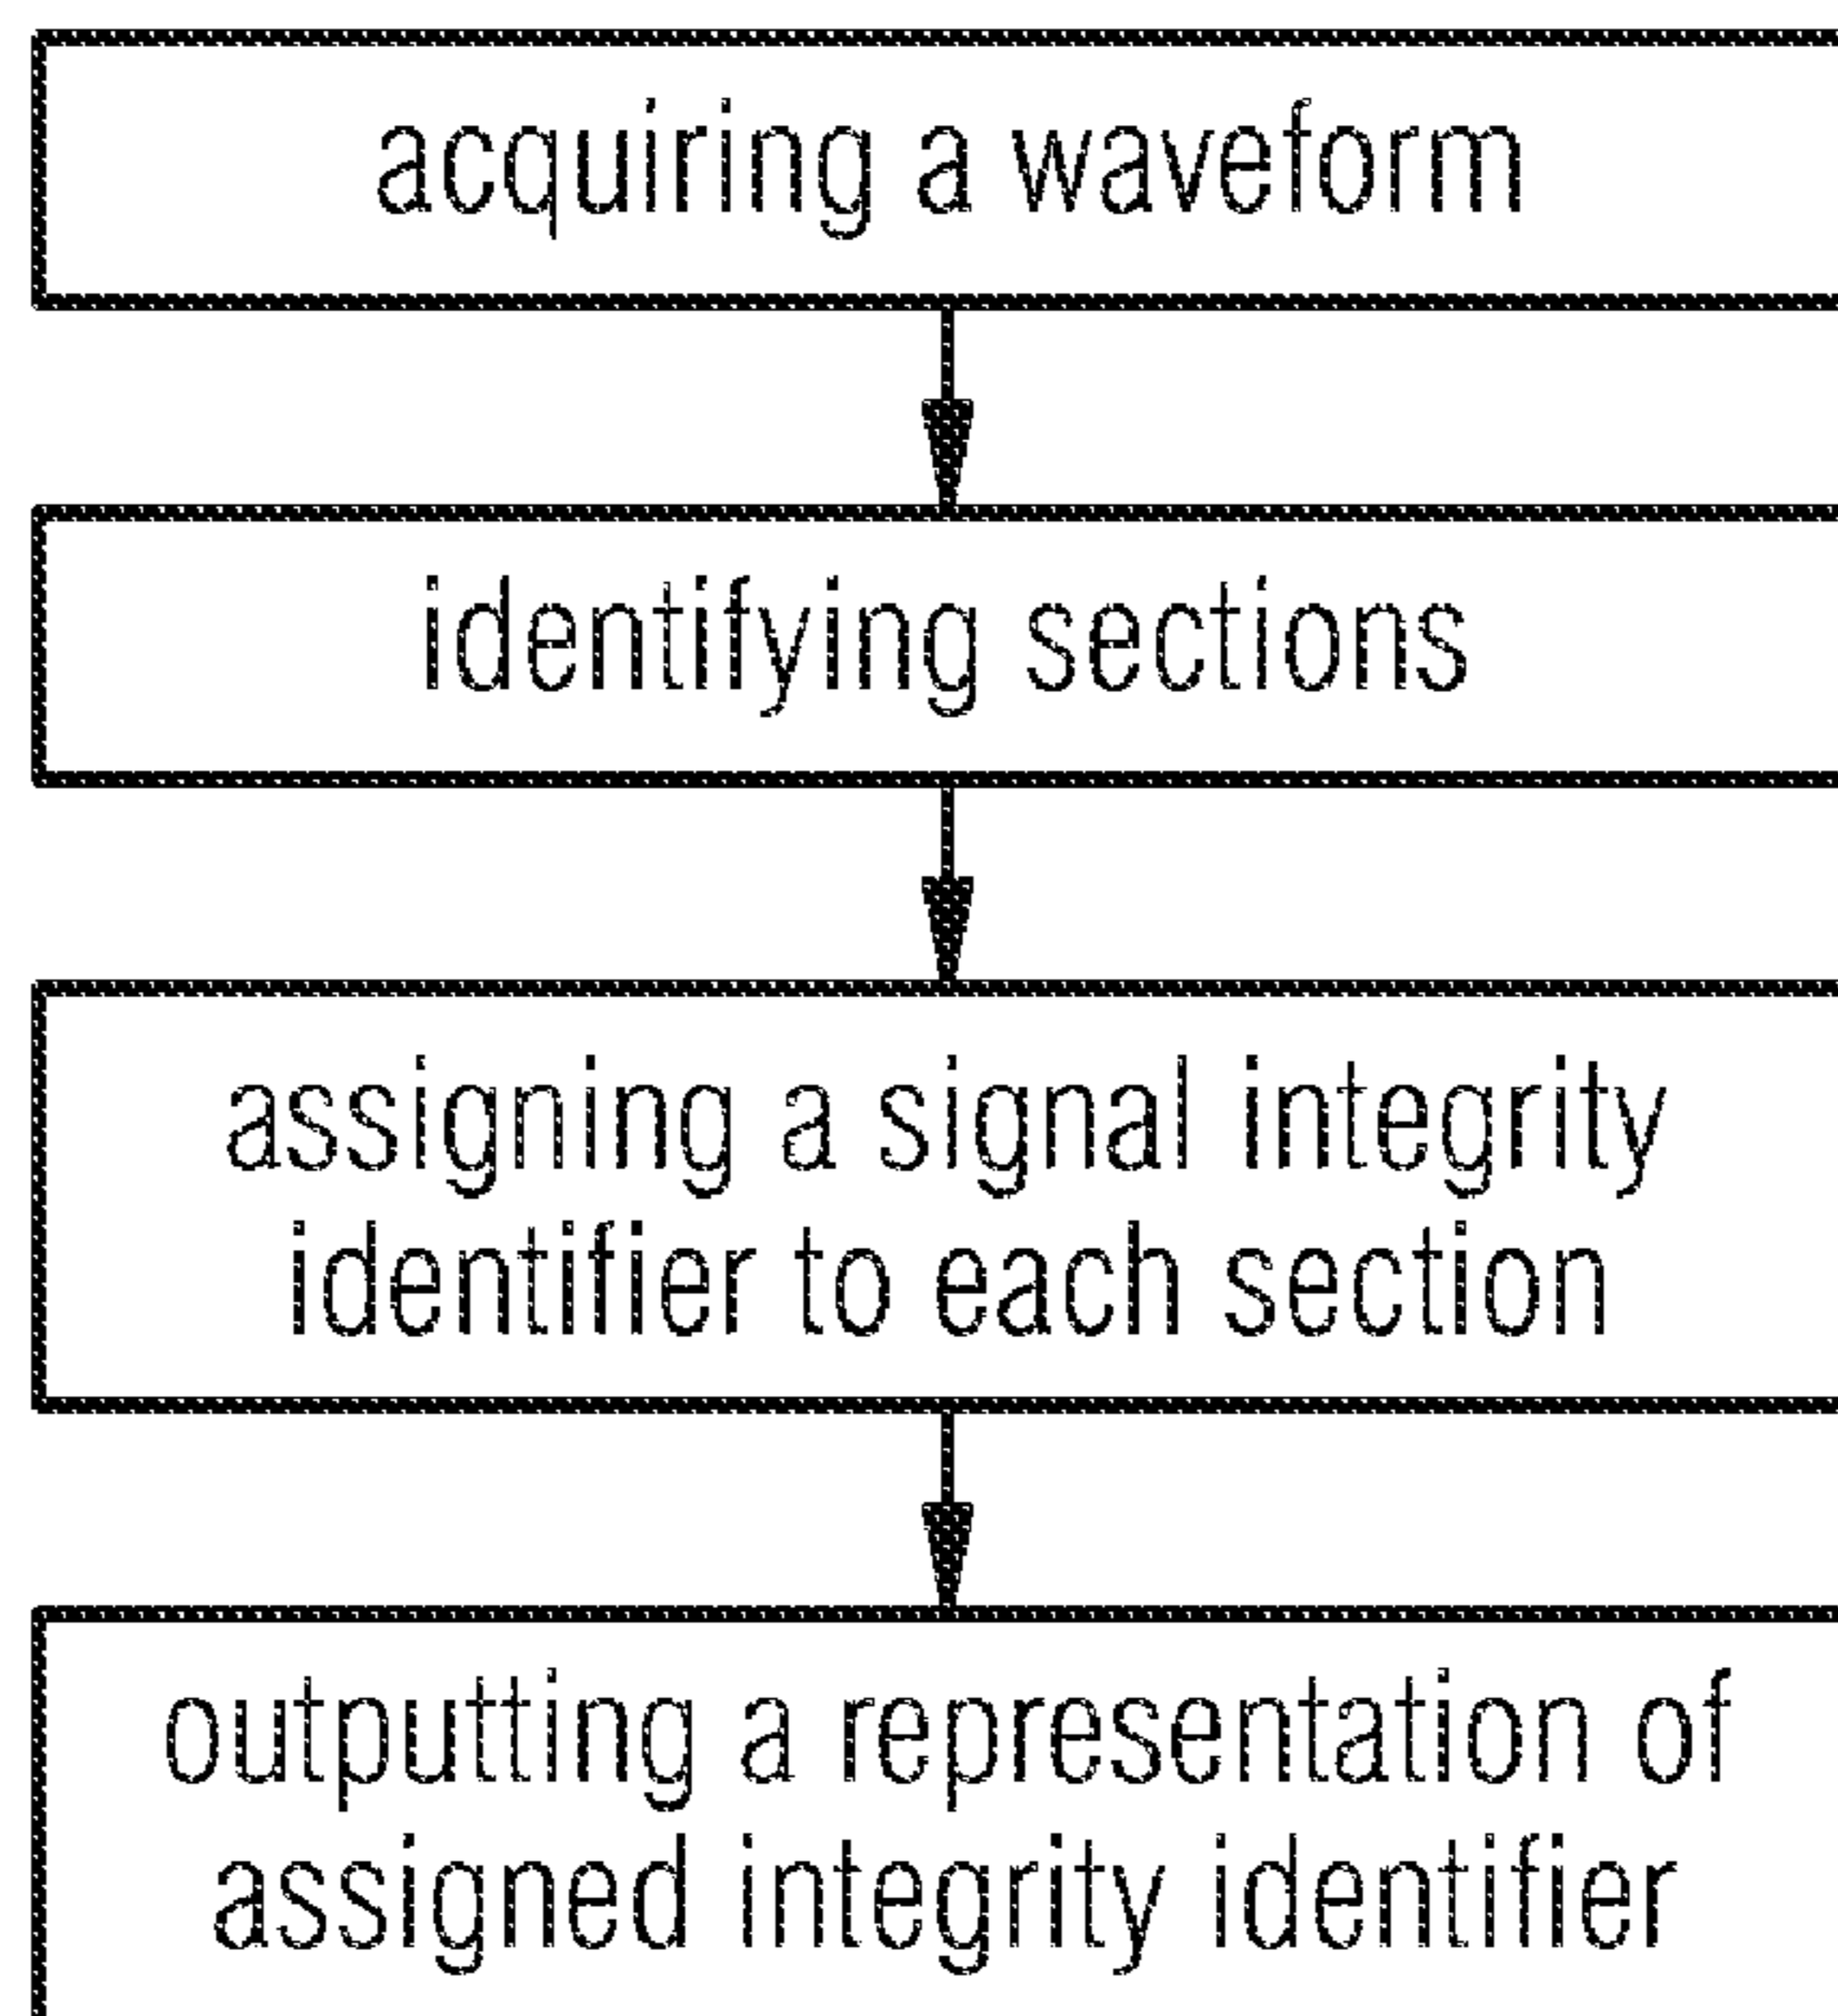 acquiring a waveform
identifying sections
assigning a signal integrity
identifier to each section
outputting a representation of
assigned integrity identifier